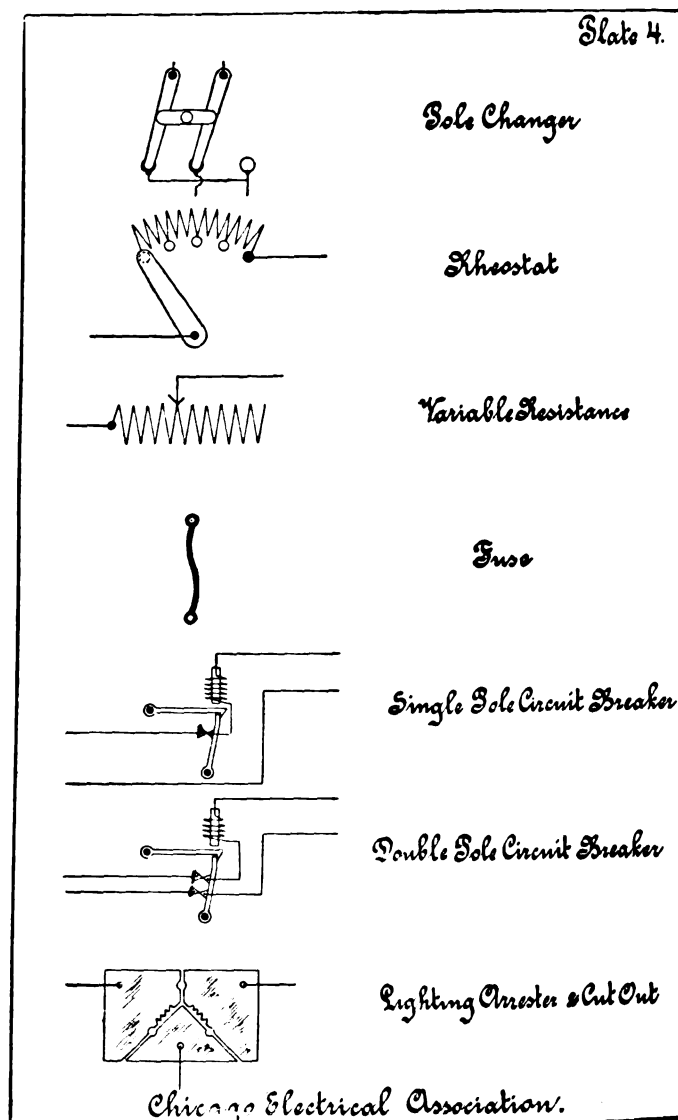 Plate 4.
Pole Changer
Rheostat
Variable Resistance
Fuse
Single Pole Circuit Breaker
Double Pole Circuit Breaker
Lighting Arrester & Cut Out
Chicago Electrical Association.